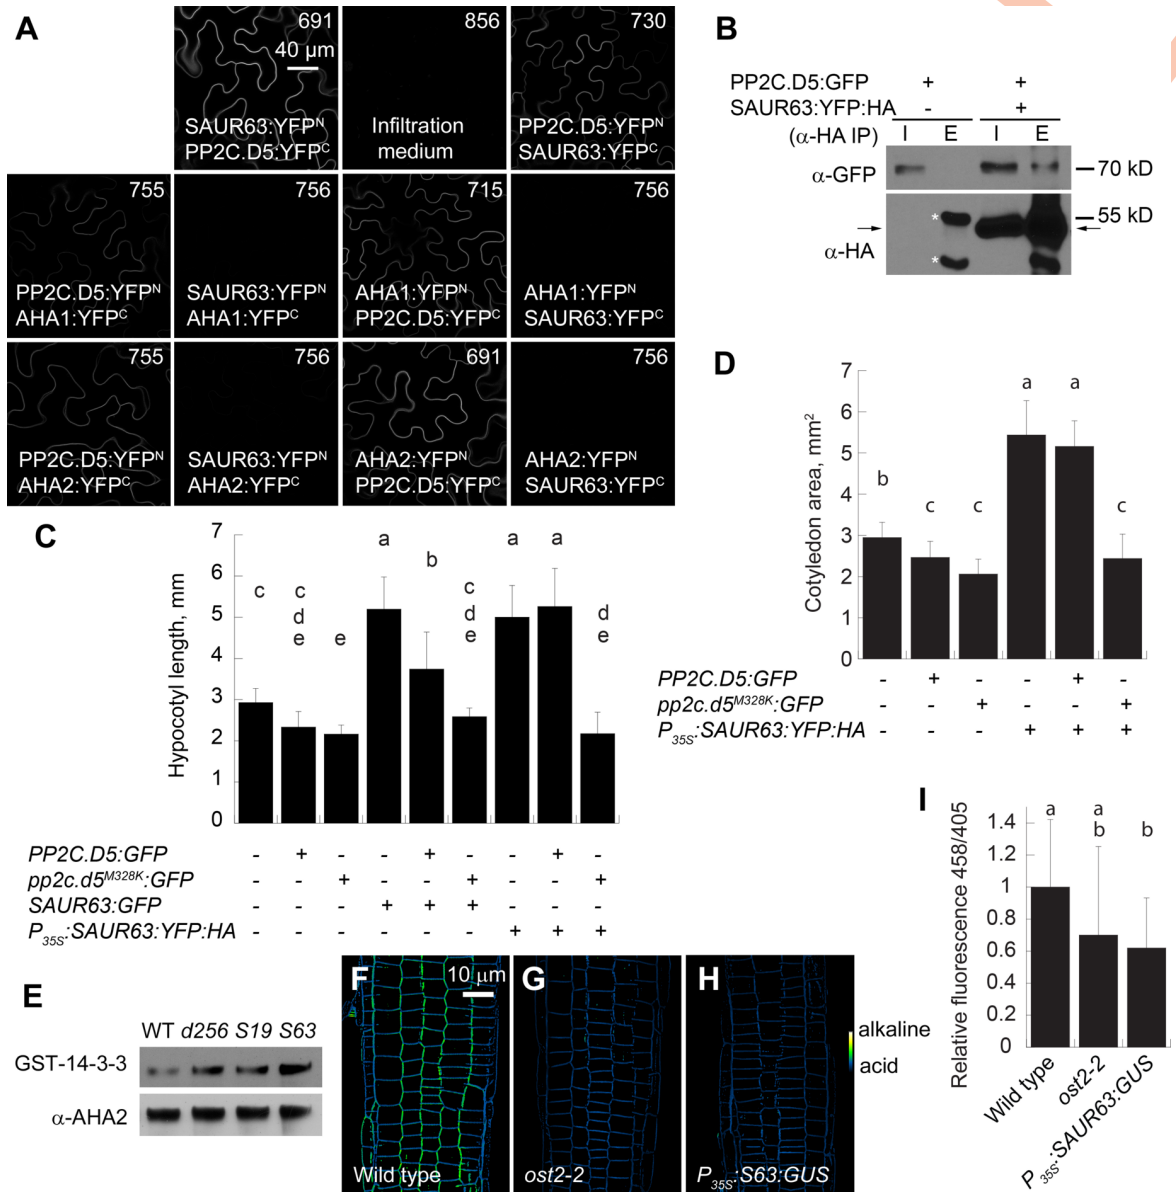 A
691
40 µm
SAUR63:YFPᴺ
PP2C.D5:YFPᶜ
856
Infiltration
medium
730
PP2C.D5:YFPᴺ
SAUR63:YFPᶜ
755
PP2C.D5:YFPᴺ
AHA1:YFPᶜ
756
SAUR63:YFPᴺ
AHA1:YFPᶜ
715
AHA1:YFPᴺ
PP2C.D5:YFPᶜ
756
AHA1:YFPᴺ
SAUR63:YFPᶜ
755
PP2C.D5:YFPᴺ
AHA2:YFPᶜ
756
SAUR63:YFPᴺ
AHA2:YFPᶜ
691
AHA2:YFPᴺ
PP2C.D5:YFPᶜ
756
AHA2:YFPᴺ
SAUR63:YFPᶜ
B
PP2C.D5:GFP + +
SAUR63:YFP:HA - +
(α-HA IP) I E I E
α-GFP
70 kD
55 kD
*
*
α-HA
C
Hypocotyl length, mm
7
6
5
4
3
2
1
0
c
c
d
e
e
a
b
c
d
e
a
a
d
e
PP2C.D5:GFP - + - - + - - + -
pp2c.d5ᴹ³²⁸ᴷ:GFP - - + - - + - - +
SAUR63:GFP - - - + + + - - -
P₃₅S:SAUR63:YFP:HA - - - - - - + + +
D
Cotyledon area, mm²
7
6
5
4
3
2
1
0
b
c
c
a
a
c
PP2C.D5:GFP - + - - + -
pp2c.d5ᴹ³²⁸ᴷ:GFP - - + - - +
P₃₅S:SAUR63:YFP:HA - - - + + +
E
WT d256 S19 S63
GST-14-3-3
α-AHA2
F
10 µm
Wild type
G
ost2-2
H
P₃₅S:S63:GUS
alkaline
acid
I
Relative fluorescence 458/405
1.4
1.2
1
0.8
0.6
0.4
0.2
0
a
a
b
b
Wild type
ost2-2
P₃₅S:SAUR63:GUS